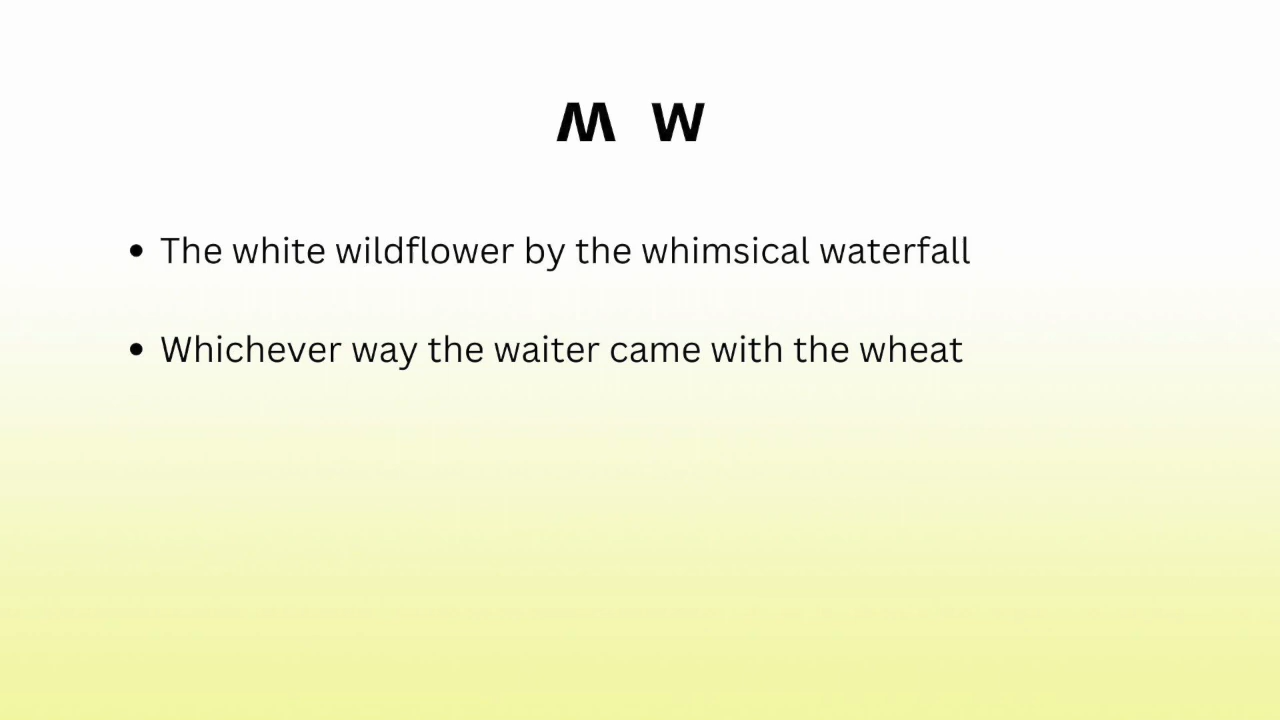 ʍ w
• The white wildflower by the whimsical waterfall
• Whichever way the waiter came with the wheat